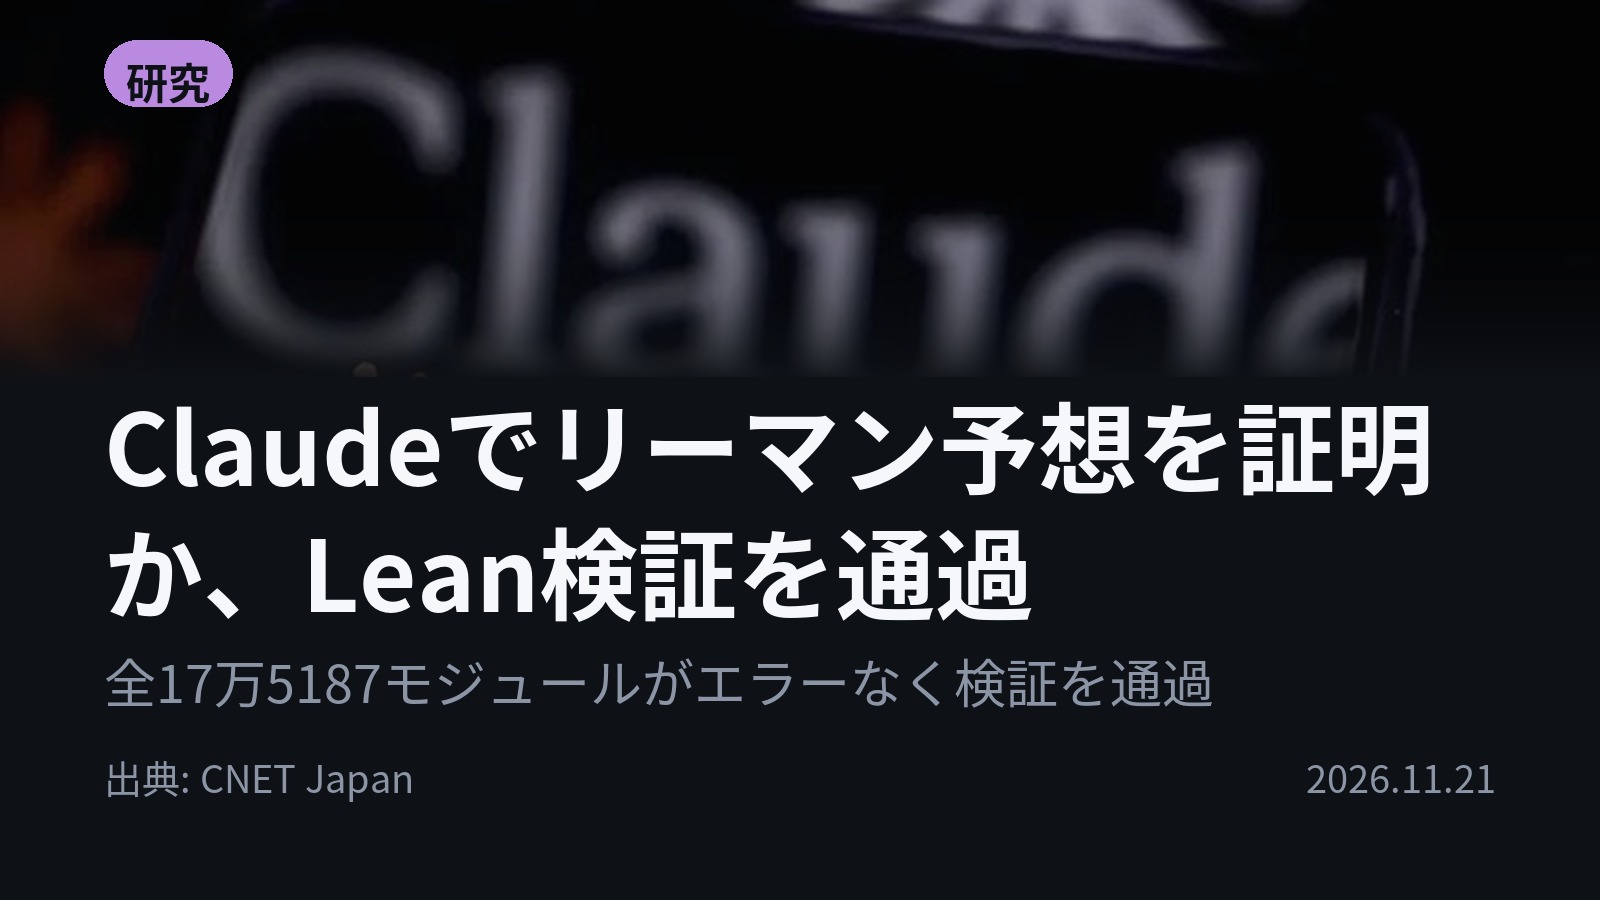 研究
Claude
Claudeでリーマン予想を証明
か、Lean検証を通過
全17万5187モジュールがエラーなく検証を通過
出典: CNET Japan
2026.11.21